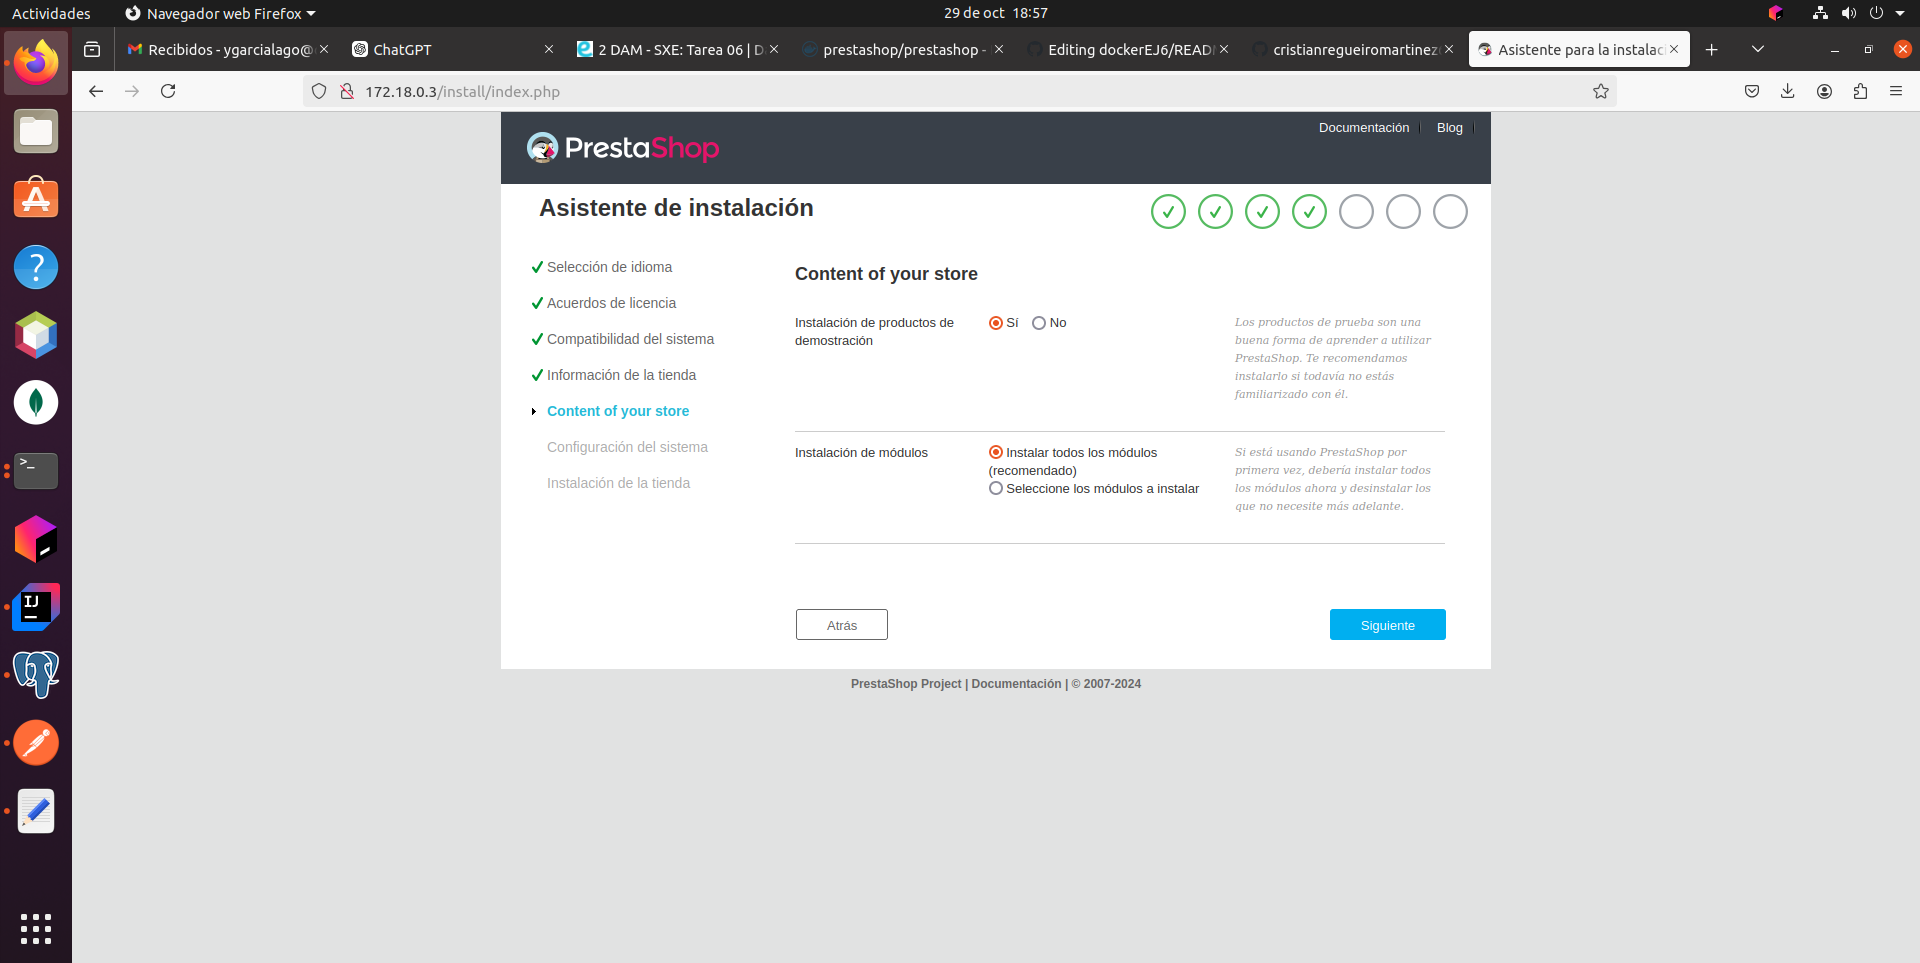 Actividades
Navegador web Firefox
29 de oct 18:57
Recibidos - ygarcialago@
ChatGPT
2 DAM - SXE: Tarea 06 | D
prestashop/prestashop -
Editing dockerEJ6/READ
cristianregueiromartinez
Asistente para la instalac
172.18.0.3/install/index.php
PrestaShop
Documentación
Blog
Asistente de instalación
Selección de idioma
Acuerdos de licencia
Compatibilidad del sistema
Información de la tienda
Content of your store
Configuración del sistema
Instalación de la tienda
Content of your store
Instalación de productos de
demostración
Sí No
Los productos de prueba son una
buena forma de aprender a utilizar
PrestaShop. Te recomendamos
instalarlo si todavía no estás
familiarizado con él.
Instalación de módulos
Instalar todos los módulos
(recomendado)
Seleccione los módulos a instalar
Si está usando PrestaShop por
primera vez, debería instalar todos
los módulos ahora y desinstalar los
que no necesite más adelante.
Atrás
Siguiente
PrestaShop Project | Documentación | © 2007-2024
IJ